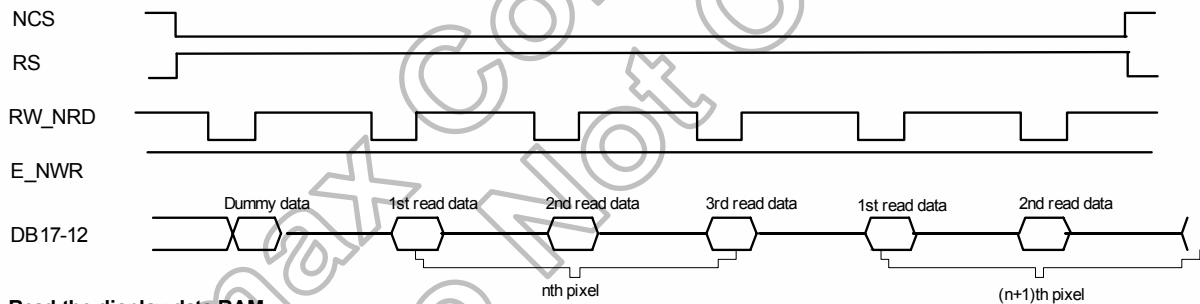 NCS
RS
RW_NRD
E_NWR
Dummy data 1st read data 2nd read data 3rd read data 1st read data 2nd read data
DB17-12
nth pixel (n+1)th pixel
Read the display data RAM